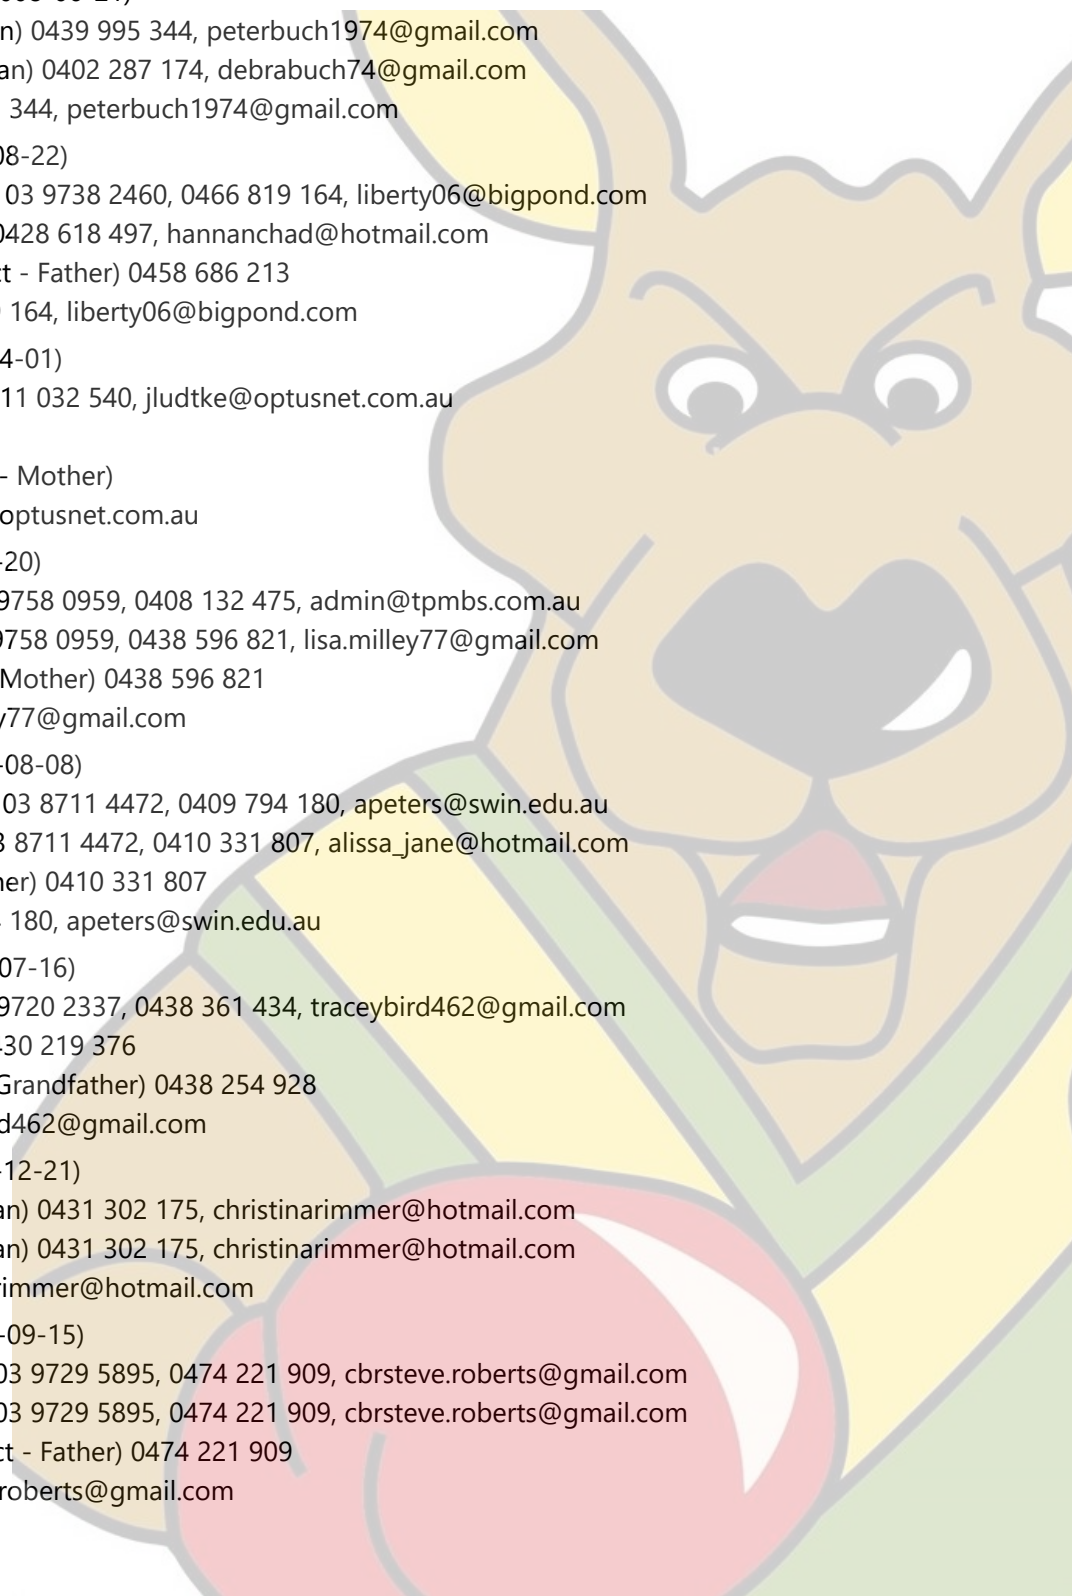 n) 0439 995 344, peterbuch1974@gmail.com
an) 0402 287 174, debrabuch74@gmail.com
344, peterbuch1974@gmail.com
08-22)
03 9738 2460, 0466 819 164, liberty06@bigpond.com
0428 618 497, hannanchad@hotmail.com
ct - Father) 0458 686 213
164, liberty06@bigpond.com
4-01)
11 032 540, jludtke@optusnet.com.au
- Mother)
optusnet.com.au
-20)
9758 0959, 0408 132 475, admin@tpmbs.com.au
9758 0959, 0438 596 821, lisa.milley77@gmail.com
Mother) 0438 596 821
y77@gmail.com
-08-08)
03 8711 4472, 0409 794 180, apeters@swin.edu.au
3 8711 4472, 0410 331 807, alissa_jane@hotmail.com
her) 0410 331 807
180, apeters@swin.edu.au
07-16)
9720 2337, 0438 361 434, traceybird462@gmail.com
430 219 376
Grandfather) 0438 254 928
d462@gmail.com
-12-21)
an) 0431 302 175, christinarimmer@hotmail.com
an) 0431 302 175, christinarimmer@hotmail.com
rimmer@hotmail.com
-09-15)
03 9729 5895, 0474 221 909, cbrsteve.roberts@gmail.com
03 9729 5895, 0474 221 909, cbrsteve.roberts@gmail.com
ct - Father) 0474 221 909
roberts@gmail.com